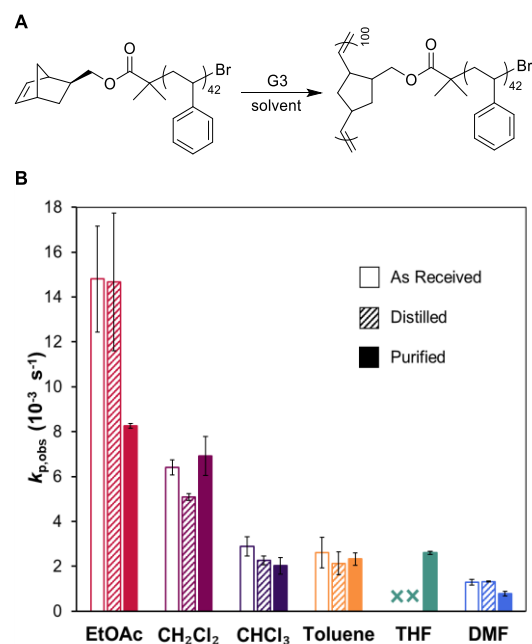 A
O
O
Br
42
G3
solvent
100
O
O
Br
42
B
18
16
14
12
10
8
6
4
2
0
kp,obs (10⁻³ s⁻¹)
As Received
Distilled
Purified
××
EtOAc CH₂Cl₂ CHCl₃ Toluene THF DMF